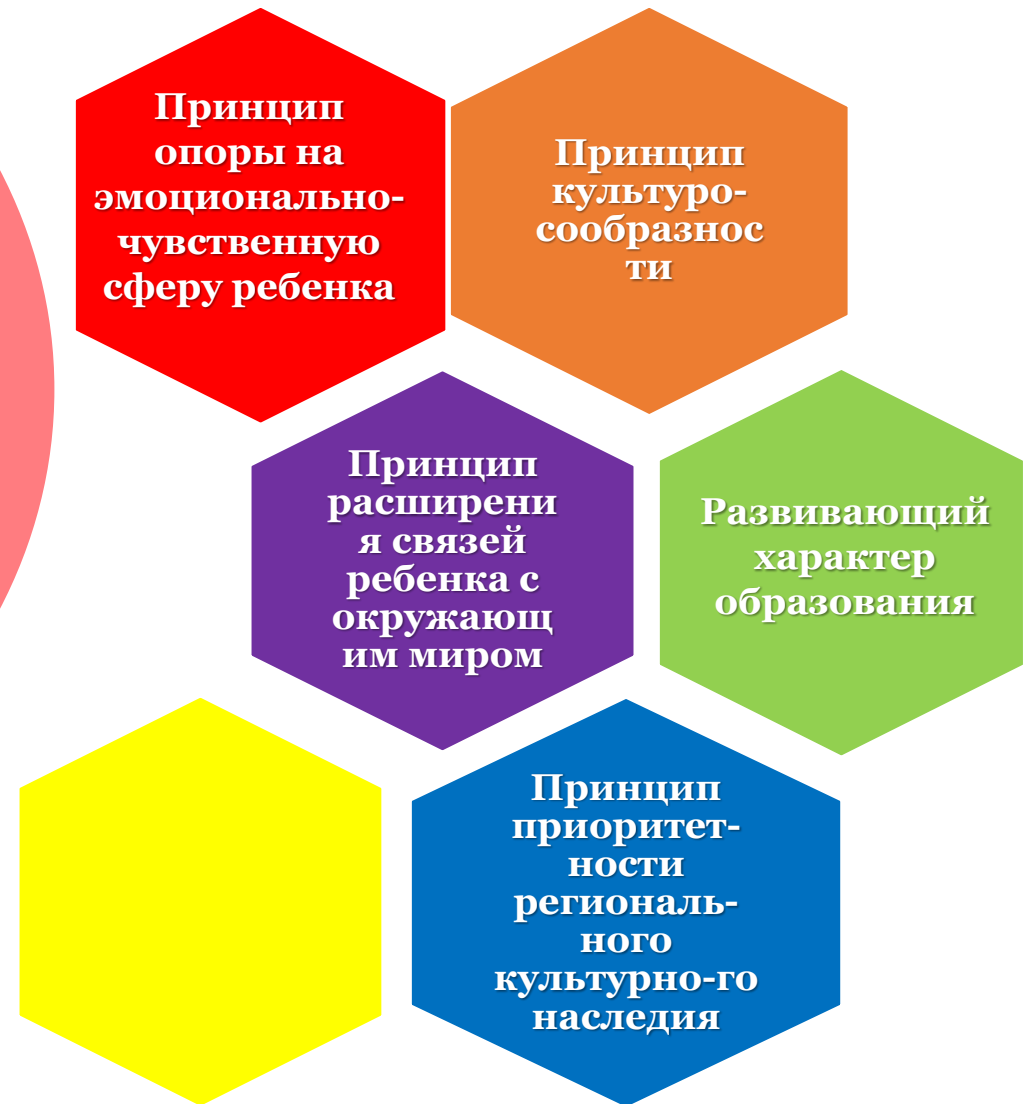 Принцип
опоры на
эмоционально-
чувственную
сферу ребенка
Принцип
культуро-
сообразнос
ти
Принцип
расширени
я связей
ребенка с
окружающ
им миром
Развивающий
характер
образования
Принцип
приоритет-
ности
региональ-
ного
культурно-го
наследия